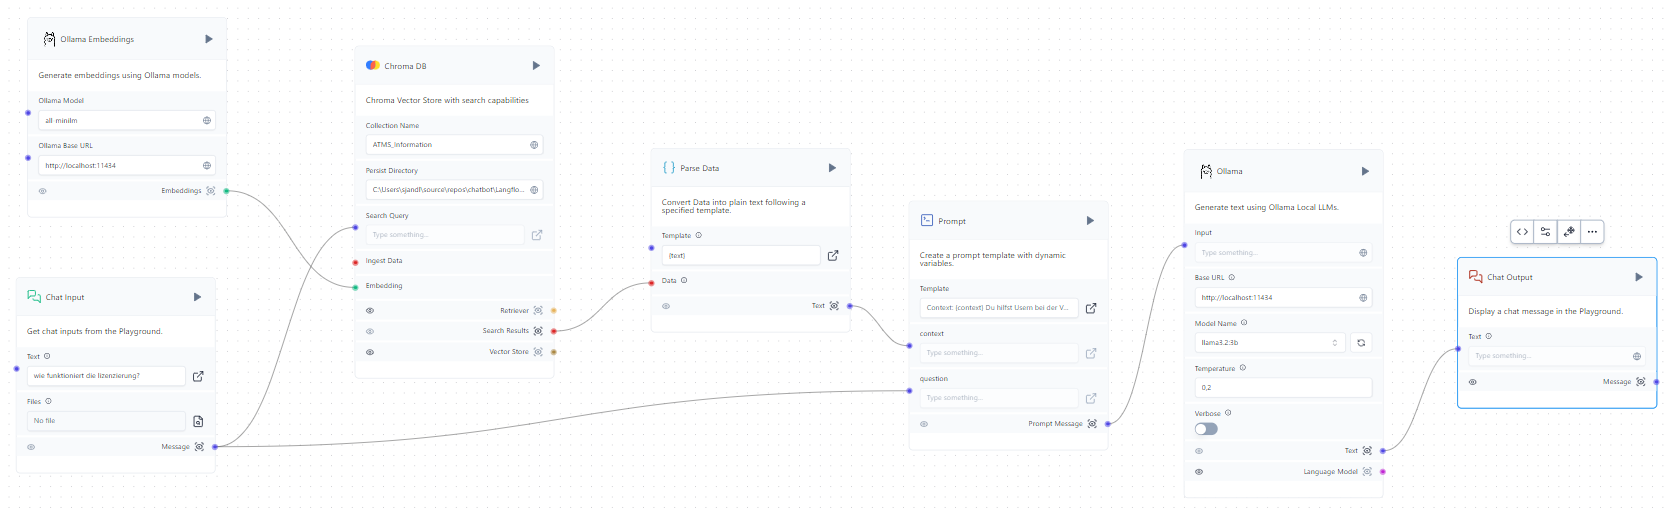 Ollama Embeddings
Generate embeddings using Ollama models.
Ollama Model
all-minilm
Ollama Base URL
http://localhost:11434
Embeddings
Chat Input
Get chat inputs from the Playground.
Text
wie funktioniert die lizenzierung?
Files
No file
Message
Chroma DB
Chroma Vector Store with search capabilities
Collection Name
ATMS_Information
Persist Directory
C:\Users\sjandl\source\repos\chatbot\Langflo...
Search Query
Type something...
Ingest Data
Embedding
Retriever
Search Results
Vector Store
Parse Data
Convert Data into plain text following a
specified template.
Template
{text}
Data
Text
Prompt
Create a prompt template with dynamic
variables.
Template
Context: {context} Du hilfst Usern bei der V...
context
Type something...
question
Type something...
Prompt Message
Ollama
Generate text using Ollama Local LLMs.
Input
Type something...
Base URL
http://localhost:11434
Model Name
llama3.2:3b
Temperature
0,2
Verbose
Text
Language Model
Chat Output
Display a chat message in the Playground.
Text
Type something...
Message